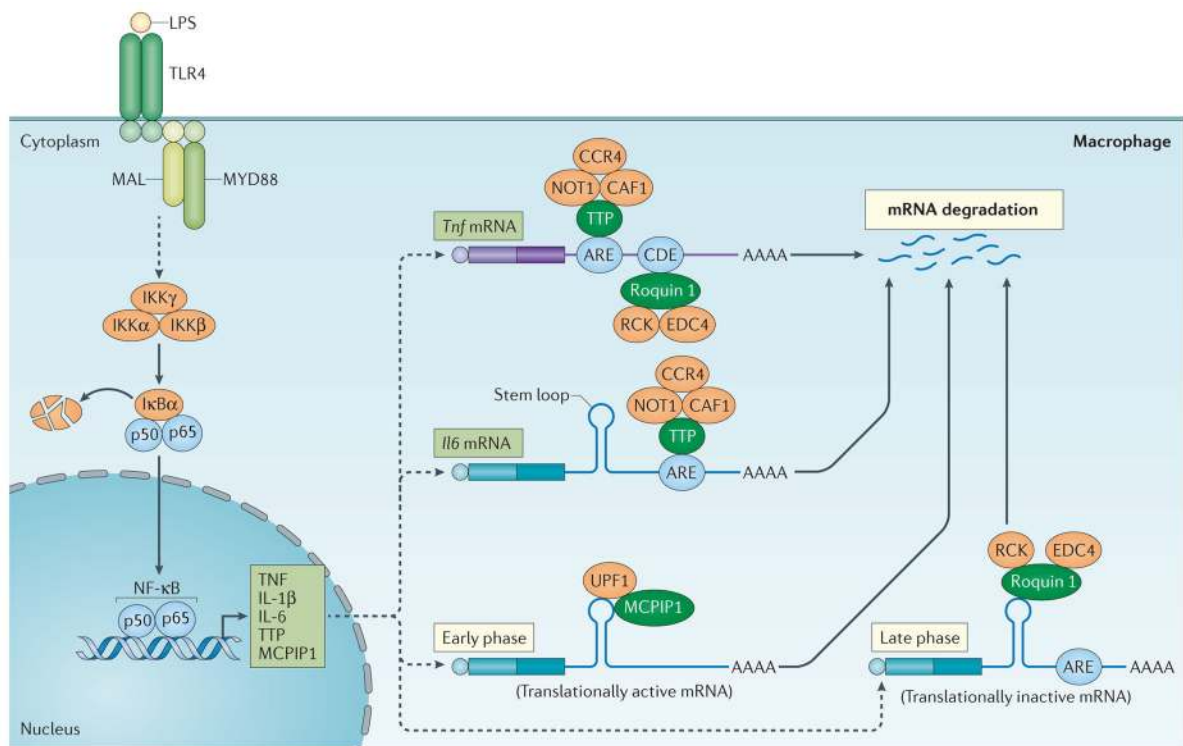 LPS
TLR4
Cytoplasm
Macrophage
MAL
MYD88
IKKγ
IKKα
IKKβ
IκBα
p50
p65
NF-κB
p50
p65
TNF
IL-1β
IL-6
TTP
MCPIP1
Nucleus
Tnf mRNA
CCR4
NOT1
CAF1
TTP
ARE
CDE
AAAA
Roquin 1
RCK
EDC4
mRNA degradation
Il6 mRNA
Stem loop
CCR4
NOT1
CAF1
TTP
ARE
AAAA
Early phase
UPF1
MCPIP1
AAAA
(Translationally active mRNA)
Late phase
RCK
EDC4
Roquin 1
ARE
AAAA
(Translationally inactive mRNA)